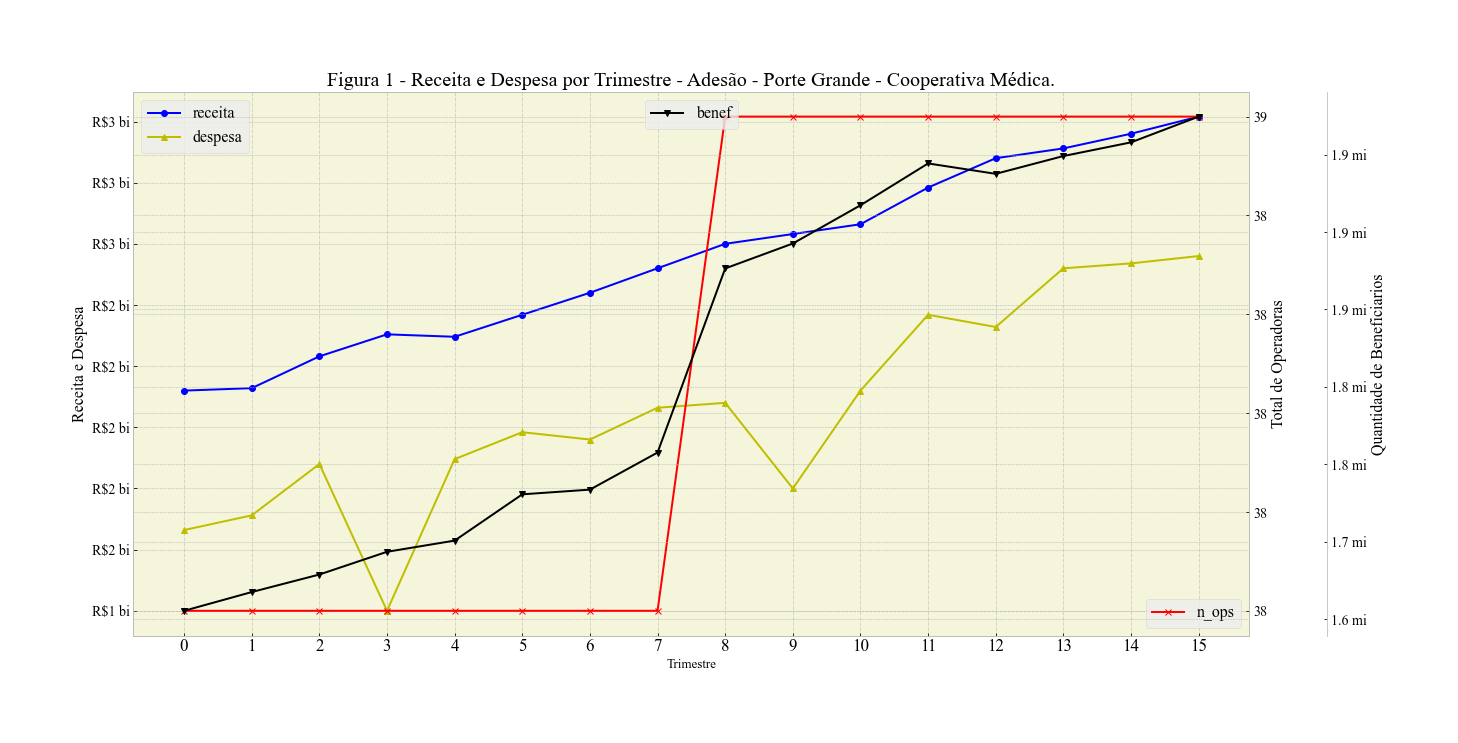 Figura 1 - Receita e Despesa por Trimestre - Adesão - Porte Grande - Cooperativa Médica.
receita
despesa
benef
n_ops
Receita e Despesa
R$3 bi
R$3 bi
R$3 bi
R$2 bi
R$2 bi
R$2 bi
R$2 bi
R$2 bi
R$1 bi
39
38
38
38
38
38
Total de Operadoras
1.9 mi
1.9 mi
1.9 mi
1.8 mi
1.8 mi
1.7 mi
1.6 mi
Quantidade de Beneficiários
0 1 2 3 4 5 6 7 8 9 10 11 12 13 14 15
Trimestre